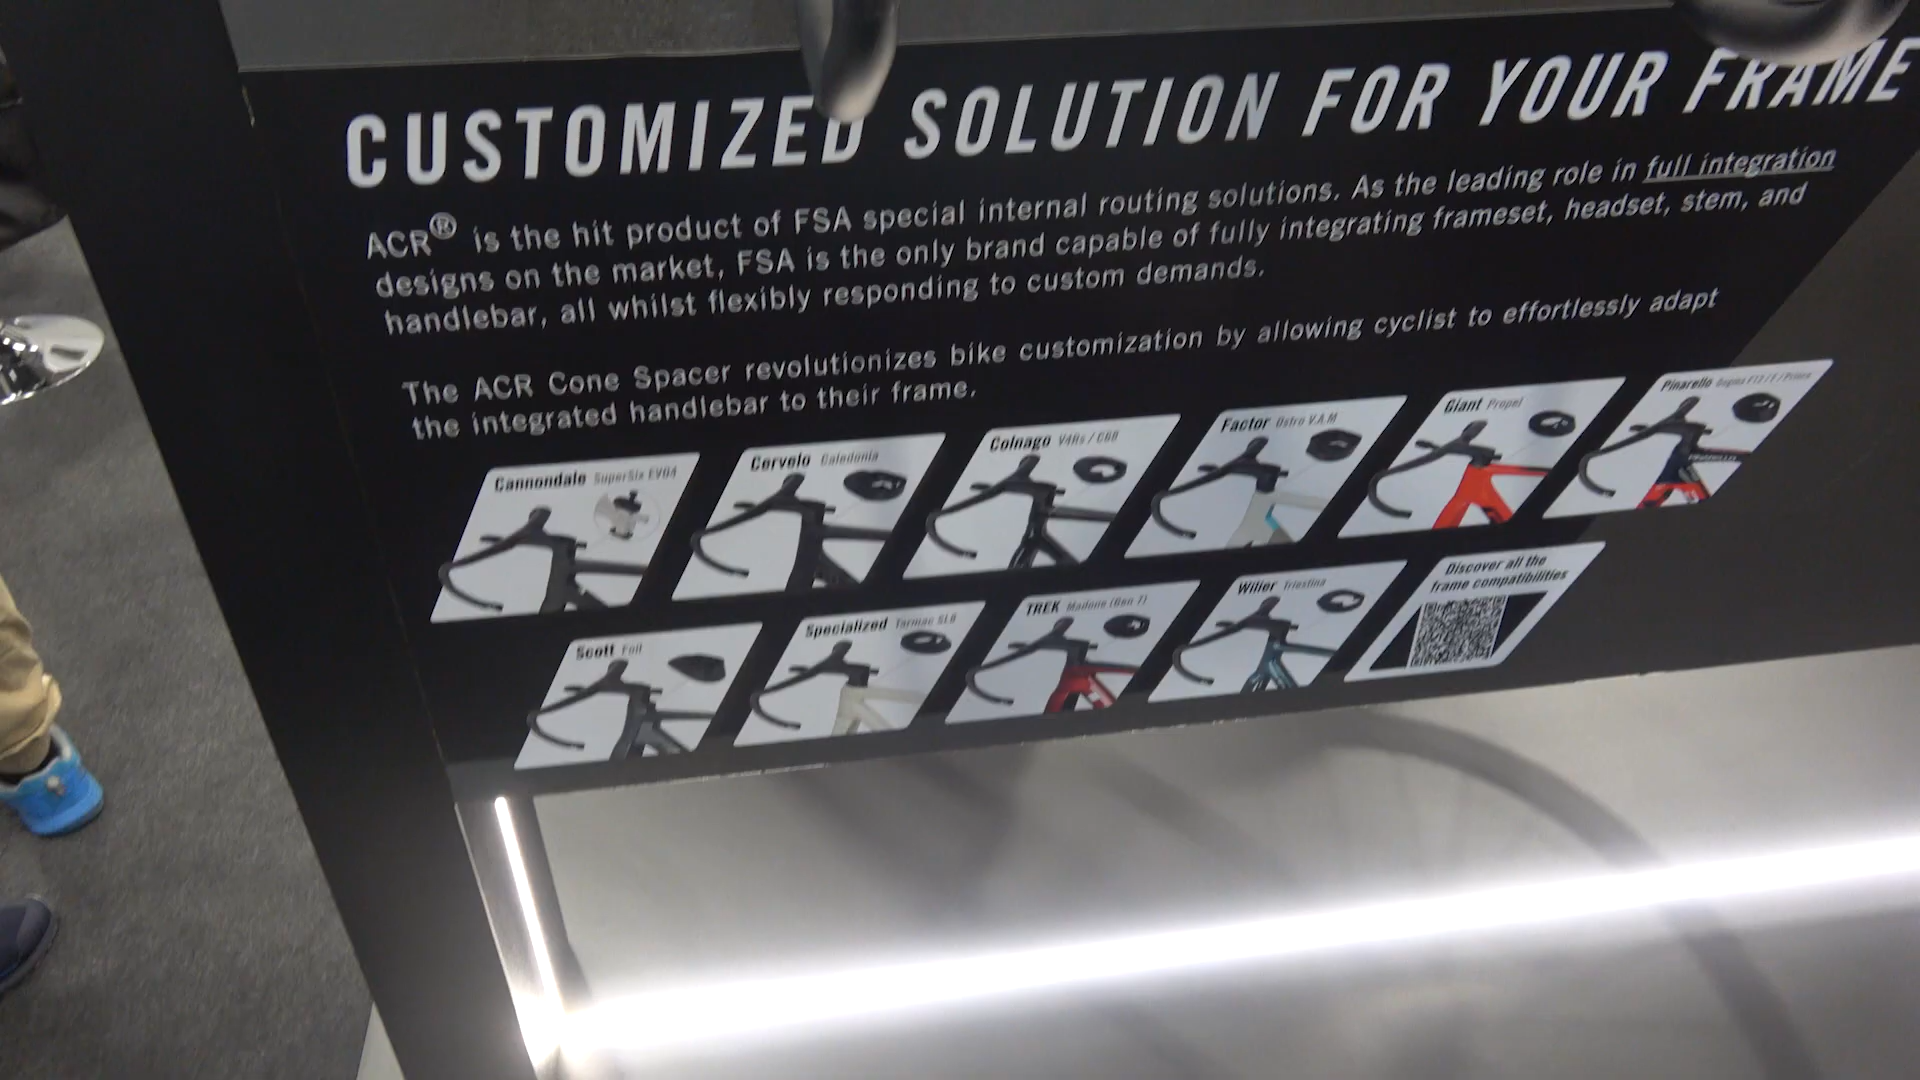 CUSTOMIZED SOLUTION FOR YOUR FRAME
ACR® is the hit product of FSA special internal routing solutions. As the leading role in full integration
designs on the market, FSA is the only brand capable of fully integrating frameset, headset, stem, and
handlebar, all whilst flexibly responding to custom demands.
The ACR Cone Spacer revolutionizes bike customization by allowing cyclist to effortlessly adapt
the integrated handlebar to their frame.
Cannondale SuperSix EVO4
Cervelo Caledonia
Colnago V4Rs / C68
Factor Ostro V.A.M
Giant Propel
Pinarello Dogma F12 / F / Prince
Scott Foil
Specialized Tarmac SL8
TREK Madone (Gen 7)
Wilier Triestina
Discover all the
frame compatibilities